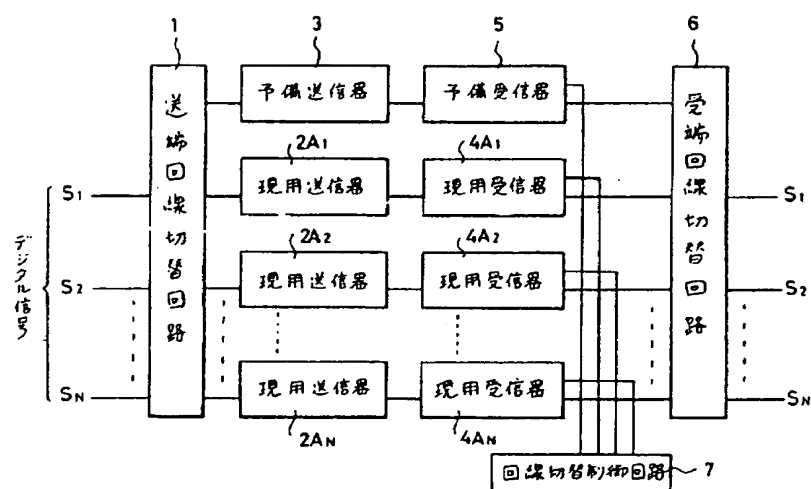 1
3
5
6
送端回線切替回路
予備送信器
予備受信器
受端回線切替回路
2A1
4A1
現用送信器
現用受信器
S1
S1
2A2
4A2
現用送信器
現用受信器
S2
S2
デジタル信号
現用送信器
現用受信器
SN
SN
2AN
4AN
回線切替制御回路
7